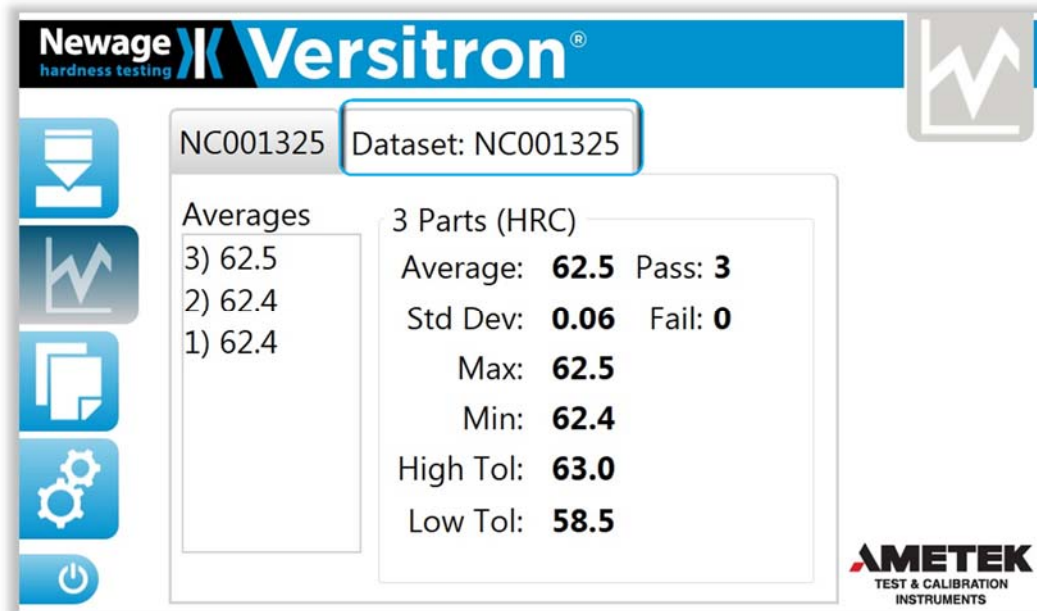 Newage
hardness testing
Versitron®
NC001325
Dataset: NC001325
Averages
3) 62.5
2) 62.4
1) 62.4
3 Parts (HRC)
Average: 62.5 Pass: 3
Std Dev: 0.06 Fail: 0
Max: 62.5
Min: 62.4
High Tol: 63.0
Low Tol: 58.5
AMETEK
TEST & CALIBRATION
INSTRUMENTS